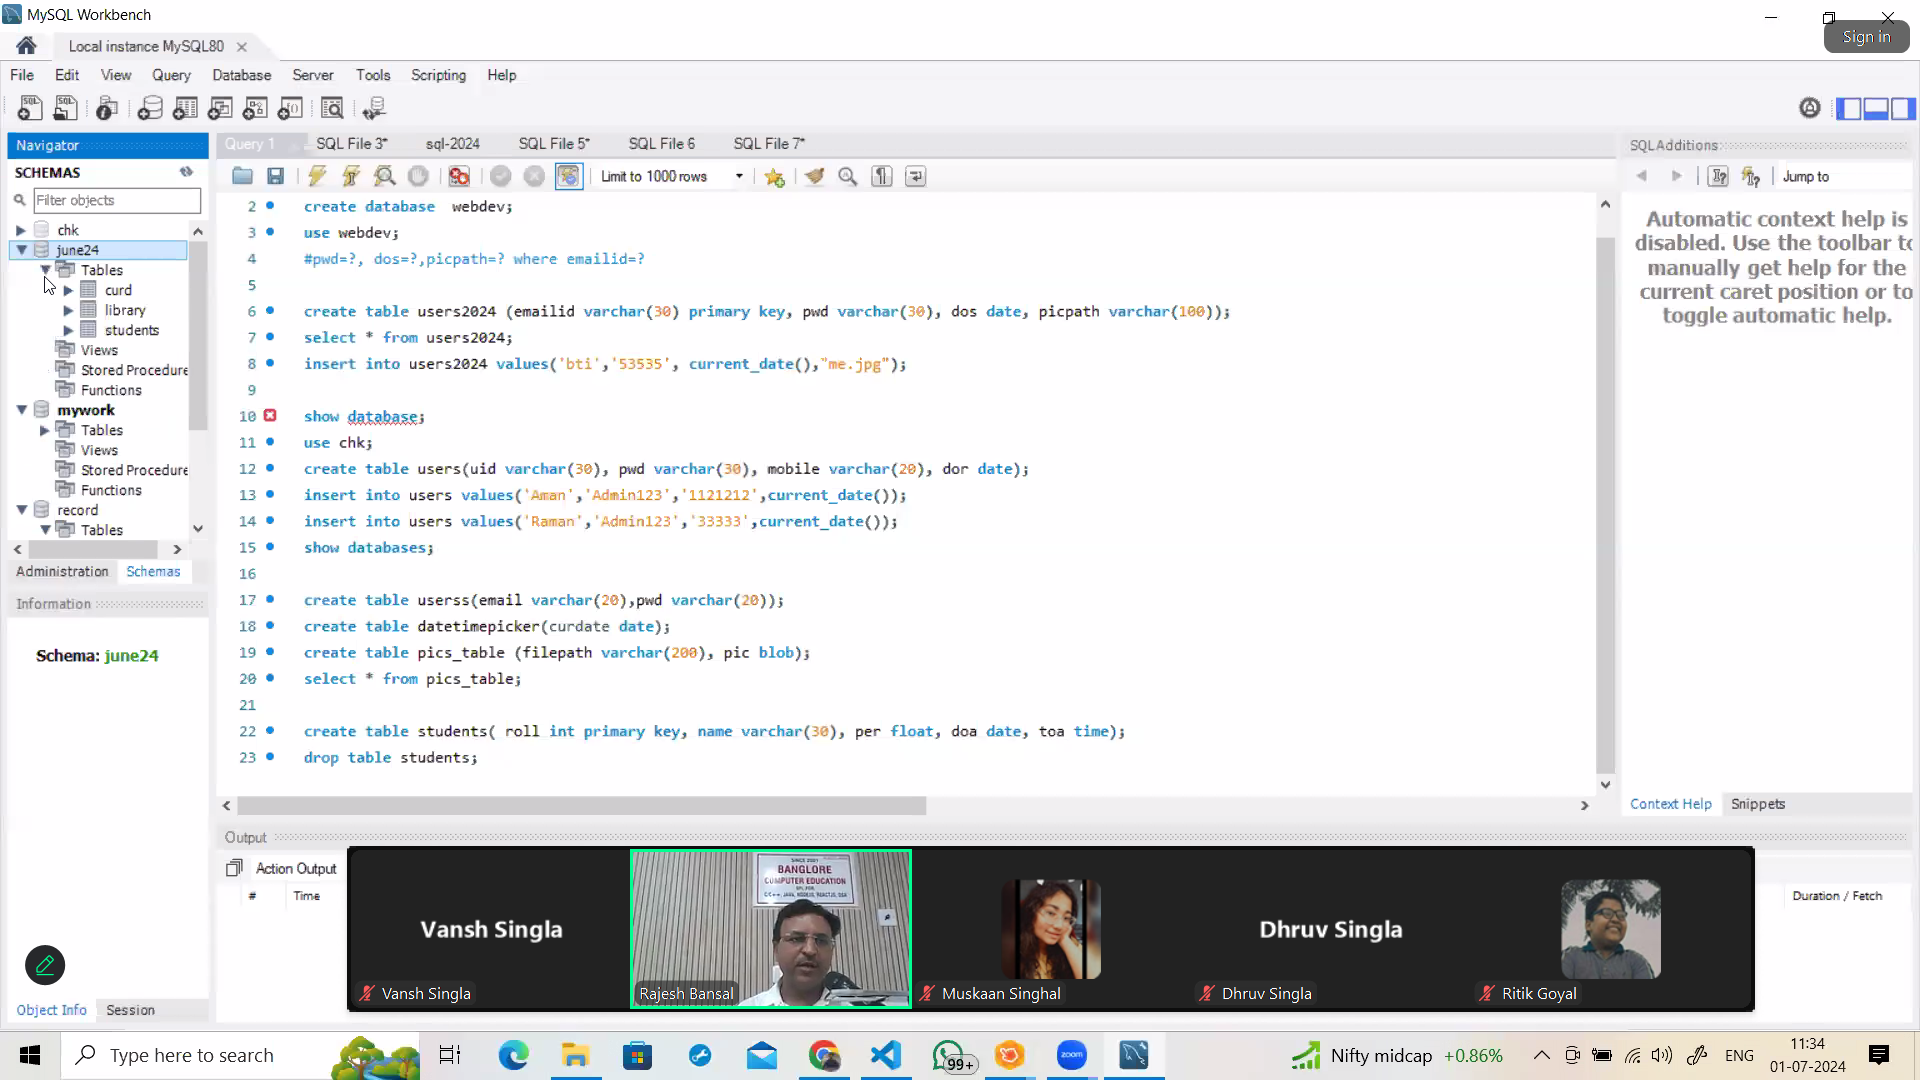 MySQL Workbench
Sign in
Local instance MySQL80
File Edit View Query Database Server Tools Scripting Help
Navigator
SCHEMAS
Filter objects
chk
june24
Tables
curd
library
students
Views
Stored Procedure
Functions
mywork
Tables
Views
Stored Procedure
Functions
record
Tables
Administration Schemas
Information
Schema: june24
Object Info Session
Query 1 SQL File 3* sql-2024 SQL File 5* SQL File 6 SQL File 7*
Limit to 1000 rows
2 create database  webdev;
3 use webdev;
4 #pwd=?, dos=?,picpath=? where emailid=?
5
6 create table users2024 (emailid varchar(30) primary key, pwd varchar(30), dos date, picpath varchar(100));
7 select * from users2024;
8 insert into users2024 values('bti','53535', current_date(),"me.jpg");
9
10 show database;
11 use chk;
12 create table users(uid varchar(30), pwd varchar(30), mobile varchar(20), dor date);
13 insert into users values('Aman','Admin123','1121212',current_date());
14 insert into users values('Raman','Admin123','33333',current_date());
15 show databases;
16
17 create table userss(email varchar(20),pwd varchar(20));
18 create table datetimepicker(curdate date);
19 create table pics_table (filepath varchar(200), pic blob);
20 select * from pics_table;
21
22 create table students( roll int primary key, name varchar(30), per float, doa date, toa time);
23 drop table students;
SQLAdditions
Jump to
Automatic context help is
disabled. Use the toolbar to
manually get help for the
current caret position or to
toggle automatic help.
Context Help Snippets
Output
Action Output
# Time
Duration / Fetch
Vansh Singla
Vansh Singla
SINCE 2001
BANGLORE
COMPUTER EDUCATION
C/C++, JAVA, NODEJS, REACTJS, DSA
Rajesh Bansal
Muskaan Singhal
Dhruv Singla
Dhruv Singla
Ritik Goyal
Type here to search
99+
zoom
Nifty midcap +0.86%
ENG
11:34
01-07-2024